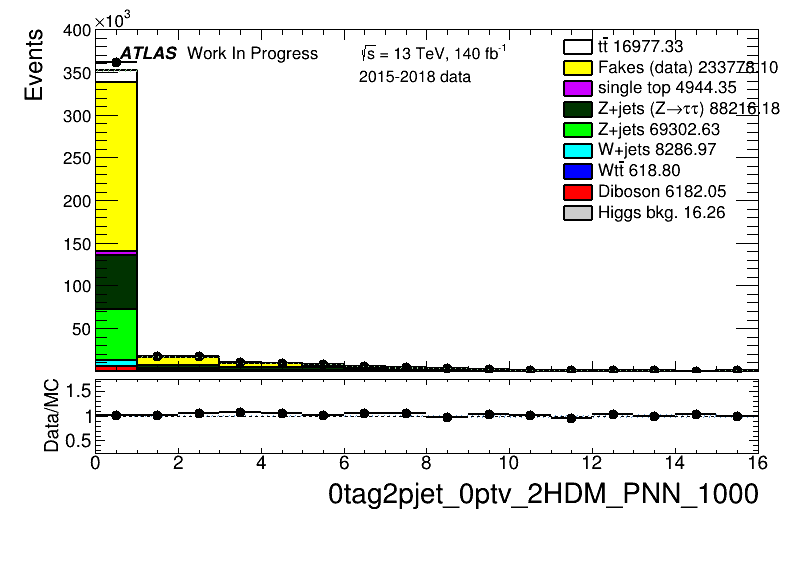 ×10³
Events
400
350
300
250
200
150
100
50
ATLAS Work In Progress
√s = 13 TeV, 140 fb⁻¹
2015-2018 data
tt̄ 16977.33
Fakes (data) 233778.10
single top 4944.35
Z+jets (Z→ττ) 88216.18
Z+jets 69302.63
W+jets 8286.97
Wtt̄ 618.80
Diboson 6182.05
Higgs bkg. 16.26
Data/MC
1.5
1
0.5
0 2 4 6 8 10 12 14 16
0tag2pjet_0ptv_2HDM_PNN_1000